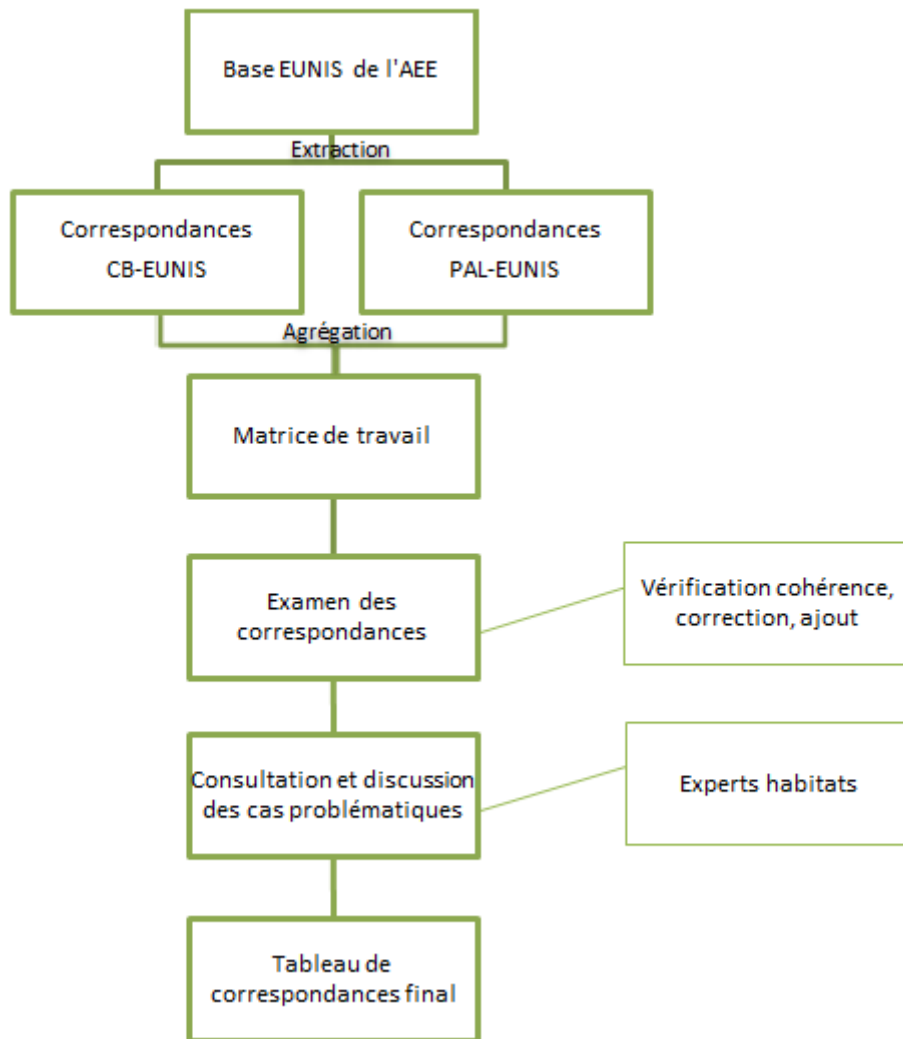 Base EUNIS de l'AEE
Extraction
Correspondances
CB-EUNIS
Correspondances
PAL-EUNIS
Agrégation
Matrice de travail
Examen des
correspondances
Vérification cohérence,
correction, ajout
Consultation et discussion
des cas problématiques
Experts habitats
Tableau de
correspondances final